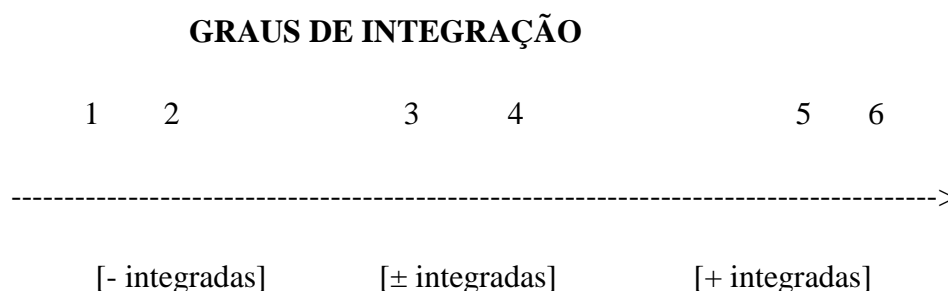 GRAUS DE INTEGRAÇÃO
1 2 3 4 5 6
-------------------------------------------------------------------------------------->
[- integradas] [± integradas] [+ integradas]